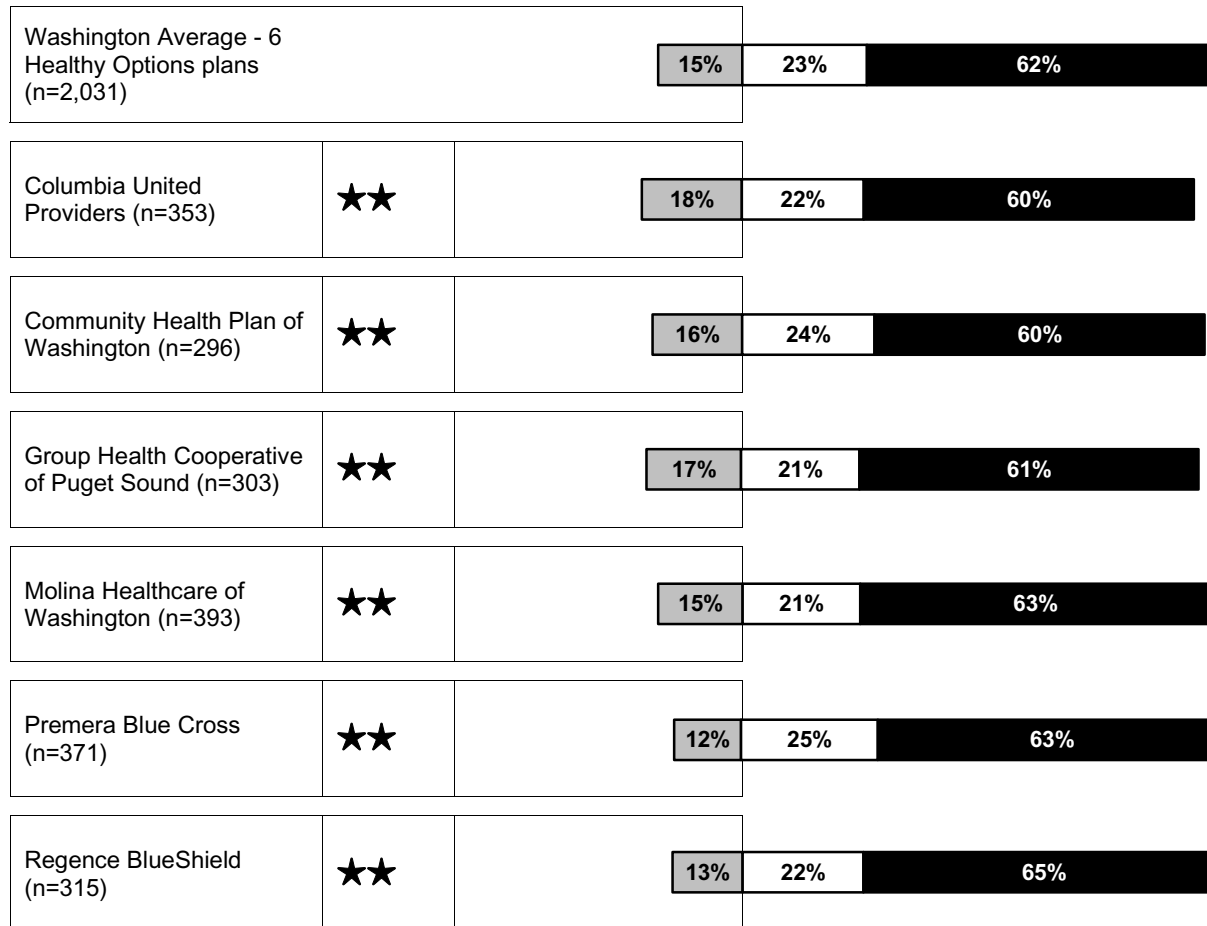 Washington Average - 6
Healthy Options plans
(n=2,031)
15% 23% 62%
Columbia United
Providers (n=353)
★★
18% 22% 60%
Community Health Plan of
Washington (n=296)
★★
16% 24% 60%
Group Health Cooperative
of Puget Sound (n=303)
★★
17% 21% 61%
Molina Healthcare of
Washington (n=393)
★★
15% 21% 63%
Premera Blue Cross
(n=371)
★★
12% 25% 63%
Regence BlueShield
(n=315)
★★
13% 22% 65%